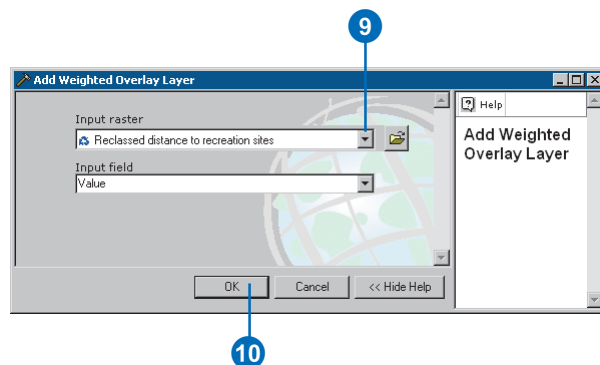 9
Add Weighted Overlay Layer
Input raster
Reclassed distance to recreation sites
Input field
Value
OK
Cancel
<< Hide Help
Help
Add Weighted
Overlay Layer
10